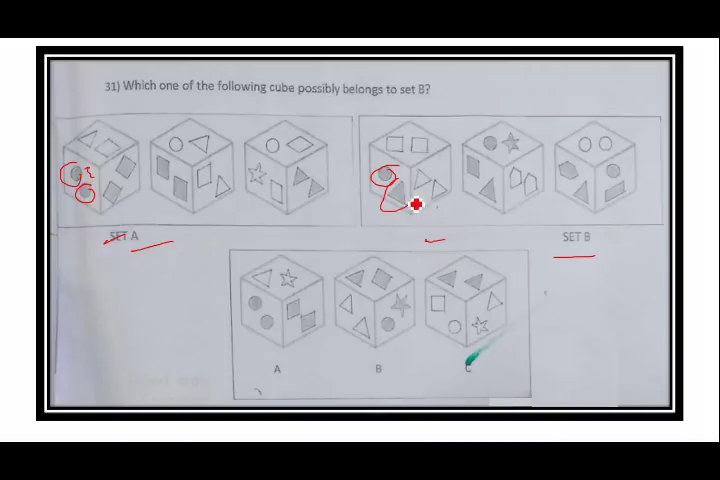 31) Which one of the following cube possibly belongs to set B?
SET A
SET B
A
B
C